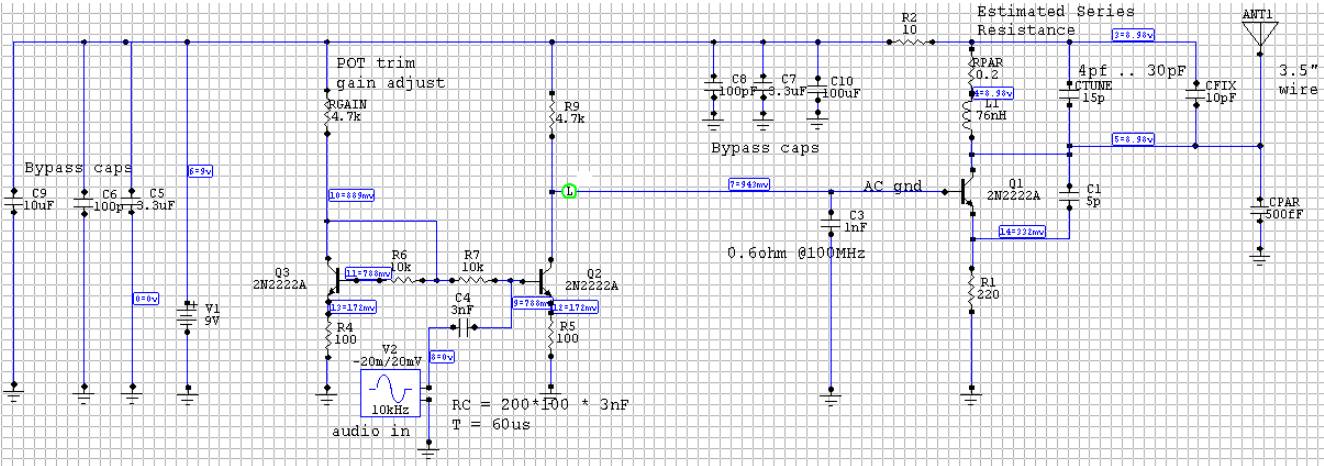 R2
10
Estimated Series
Resistance
ANT1
3=8.98v
POT trim
gain adjust
RPAR
0.2
4pf .. 30pF
3.5"
wire
C8
100pF
C7
3.3uF
C10
100uF
CTUNE
15p
CFIX
10pF
4=8.98v
L1
76nH
RGAIN
4.7k
R9
4.7k
Bypass caps
5=8.98v
Bypass caps
6=9v
C9
10uF
C6
100p
C5
3.3uF
10=889mv
L
7=943mv
AC gnd
Q1
2N2222A
C1
5p
CPAR
500fF
C3
1nF
14=332mv
0.6ohm @100MHz
R6
10k
R7
10k
Q3
2N2222A
11=788mv
Q2
2N2222A
R1
220
0=0v
V1
9V
13=172mv
C4
3nF
9=788m
12=172mv
R4
100
R5
100
V2
-20m/20mV
8=0v
10kHz
RC = 200*100 * 3nF
T = 60us
audio in